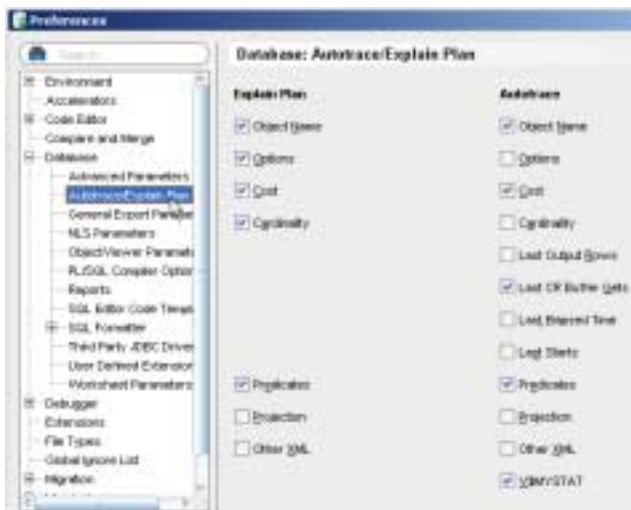 Preferences
Search
Environment
Accelerators
Code Editor
Compare and Merge
Database
Advanced Parameters
Autotrace/Explain Plan
General Export Parameter
NLS Parameters
ObjectViewer Paramete
PL/SQL Compiler Option
Reports
SQL Editor Code Templ
SQL Formatter
Third Party JDBC Driver
User Defined Extension
Worksheet Parameters
Debugger
Extensions
File Types
Global Ignore List
Migration
Database: Autotrace/Explain Plan
Explain Plan
Object Name
Options
Cost
Cardinality
Predicates
Projection
Other XML
Autotrace
Object Name
Options
Cost
Cardinality
Last Output Rows
Last CR Buffer Gets
Last Elapsed Time
Last Starts
Predicates
Projection
Other XML
V$MYSTAT